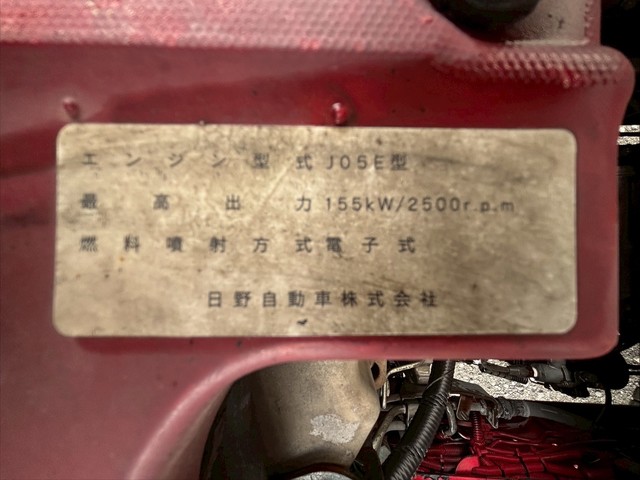 エンジン型式 J05E型
最高出力 155kW/2500r.p.m
燃料噴射方式 電子式
日野自動車株式会社